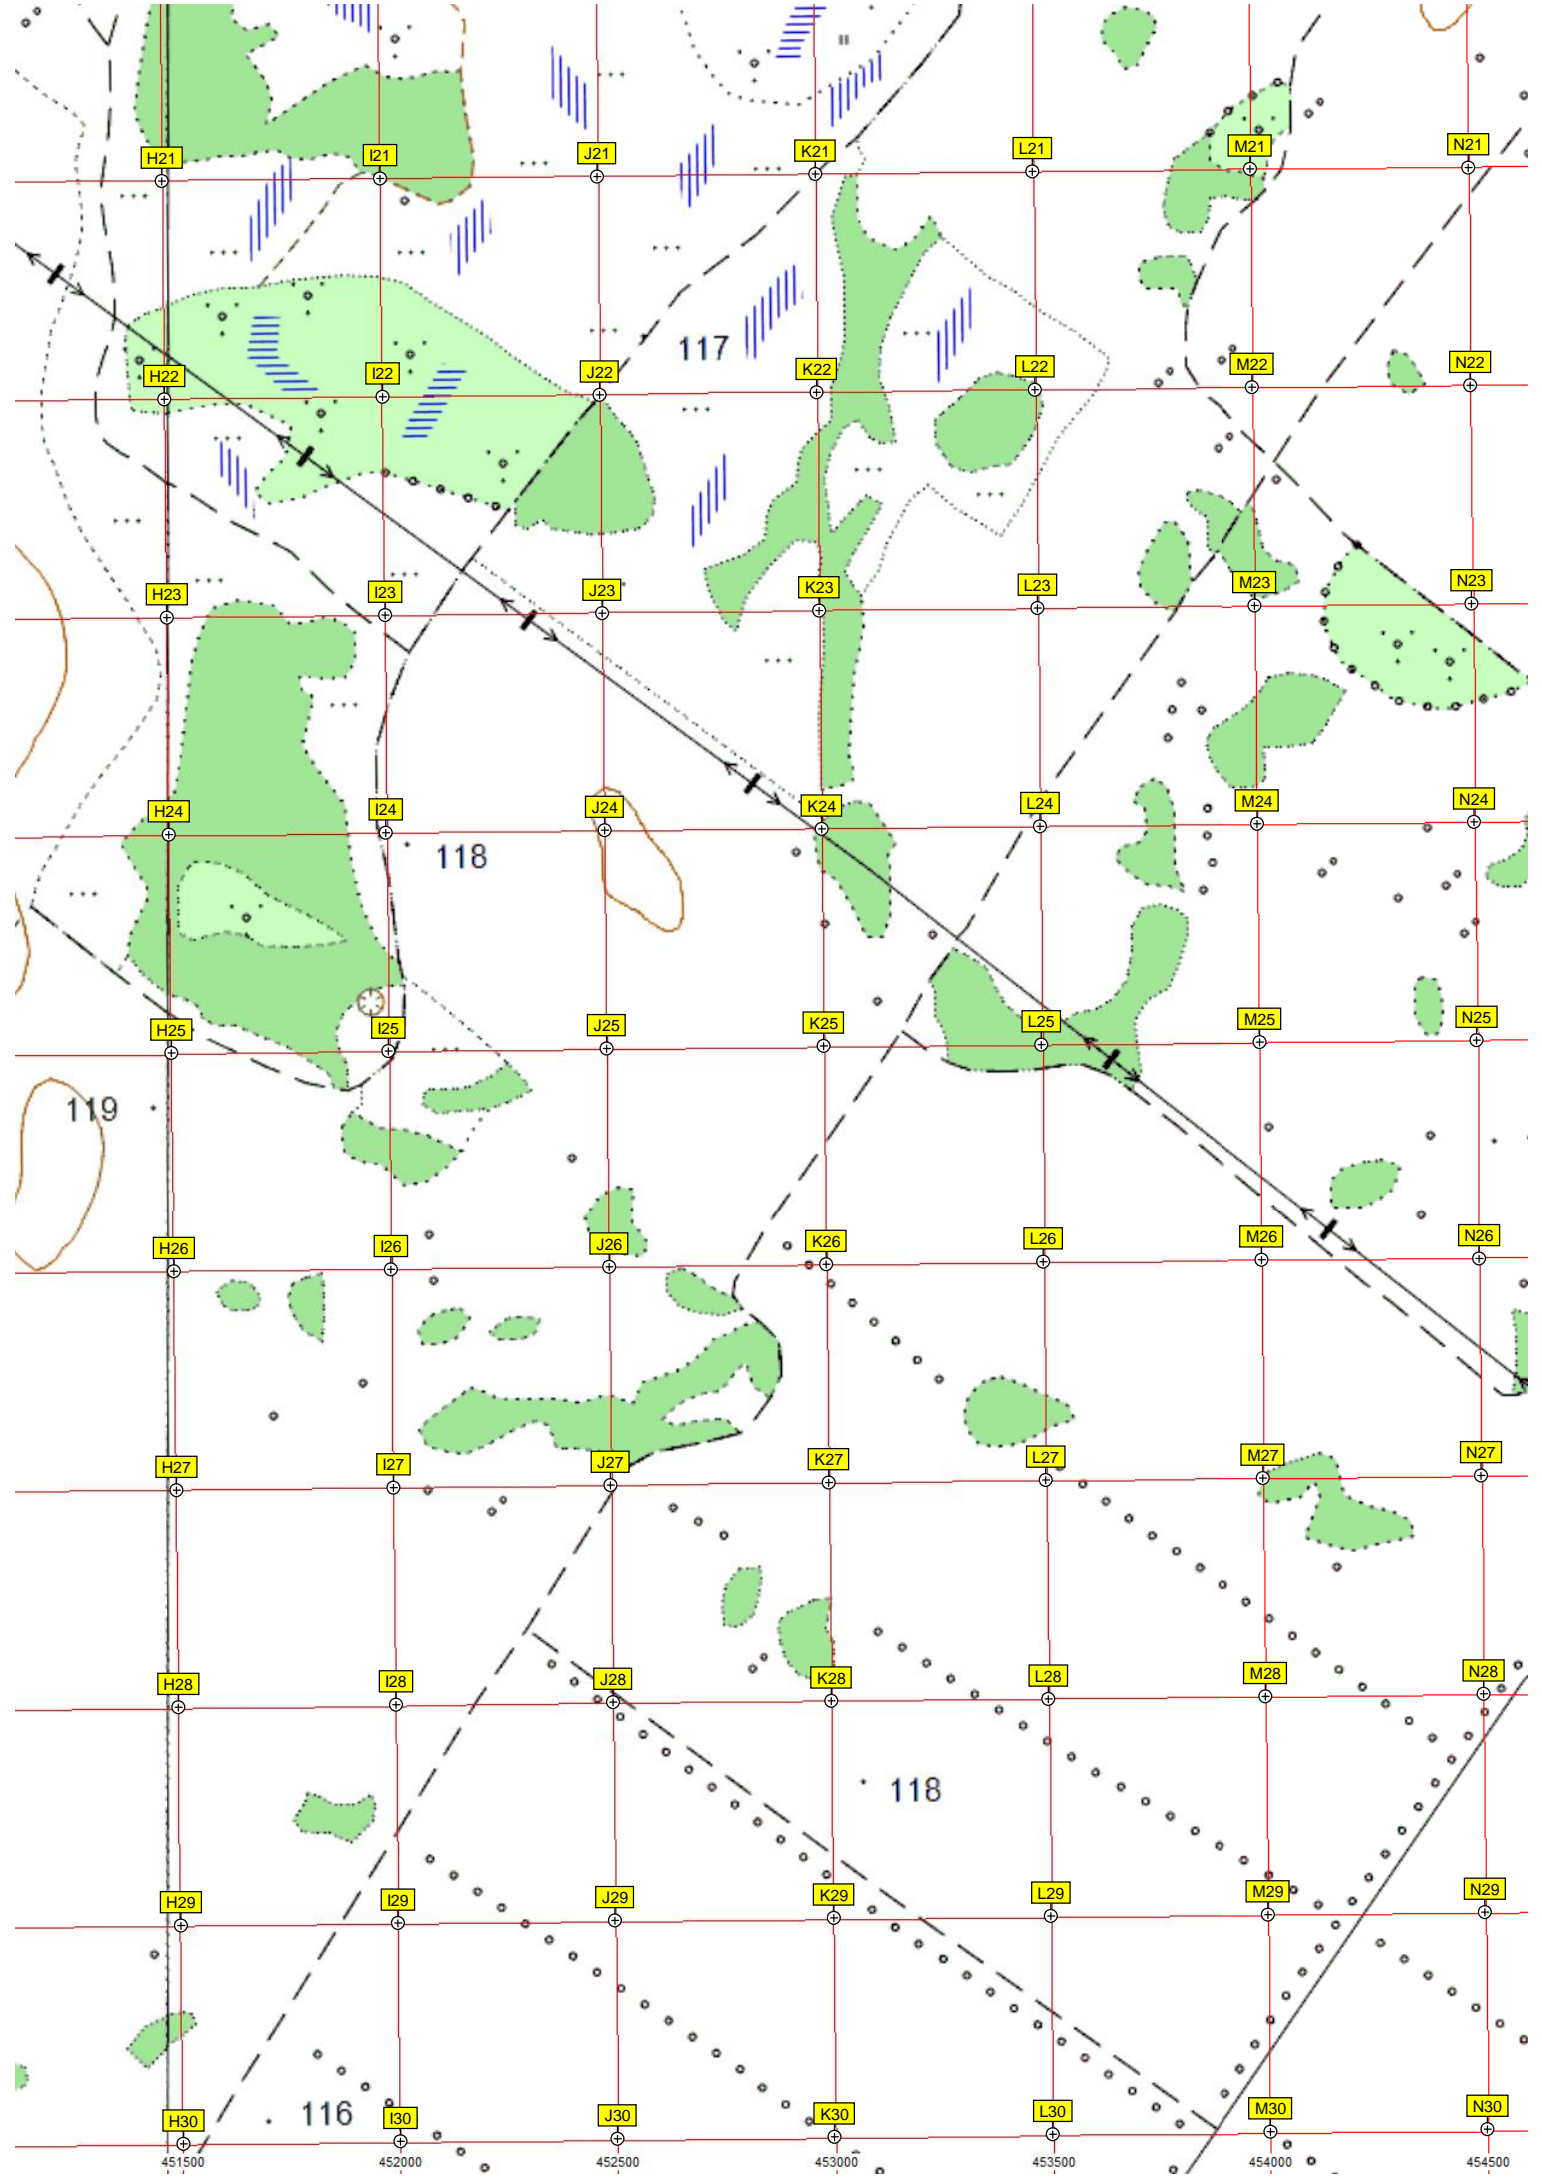 H21 I21 J21 K21 L21 M21 N21
117
H22 I22 J22 K22 L22 M22 N22
H23 I23 J23 K23 L23 M23 N23
H24 I24 J24 K24 L24 M24 N24
118
H25 I25 J25 K25 L25 M25 N25
119
H26 I26 J26 K26 L26 M26 N26
H27 I27 J27 K27 L27 M27 N27
H28 I28 J28 K28 L28 M28 N28
118
H29 I29 J29 K29 L29 M29 N29
116
H30 I30 J30 K30 L30 M30 N30
451500 452000 452500 453000 453500 454000 454500